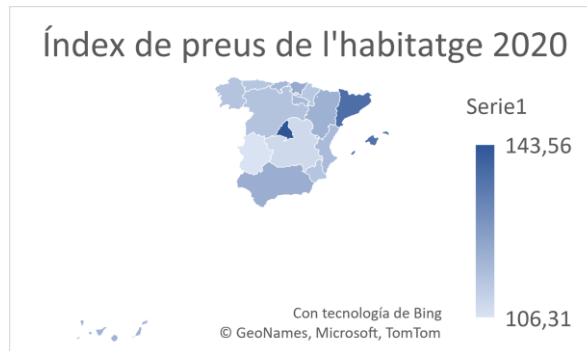 Índex de preus de l'habitatge 2020
Serie1
143,56
106,31
Con tecnología de Bing
© GeoNames, Microsoft, TomTom